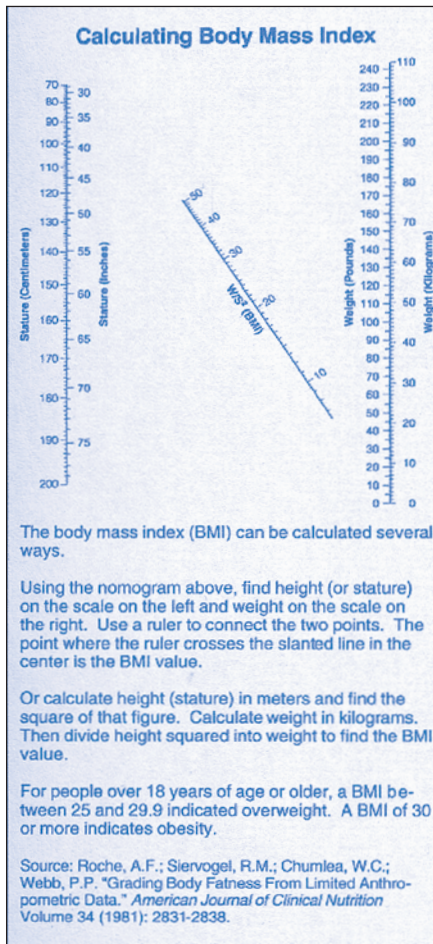 Calculating Body Mass Index
70
80
90
100
110
120
130
140
150
160
170
180
190
200
Stature (Centimeters)
30
35
40
45
50
55
60
65
70
75
Stature (Inches)
50
40
30
20
10
W/S² (BMI)
240
230
220
210
200
190
180
170
160
150
140
130
120
110
100
90
80
70
60
50
40
30
20
10
0
Weight (Pounds)
110
100
90
80
70
60
50
40
30
20
10
0
Weight (Kilograms)
The body mass index (BMI) can be calculated several
ways.
Using the nomogram above, find height (or stature)
on the scale on the left and weight on the scale on
the right. Use a ruler to connect the two points. The
point where the ruler crosses the slanted line in the
center is the BMI value.
Or calculate height (stature) in meters and find the
square of that figure. Calculate weight in kilograms.
Then divide height squared into weight to find the BMI
value.
For people over 18 years of age or older, a BMI be-
tween 25 and 29.9 indicated overweight. A BMI of 30
or more indicates obesity.
Source: Roche, A.F.; Siervogel, R.M.; Chumlea, W.C.;
Webb, P.P. "Grading Body Fatness From Limited Anthro-
pometric Data." American Journal of Clinical Nutrition
Volume 34 (1981): 2831-2838.